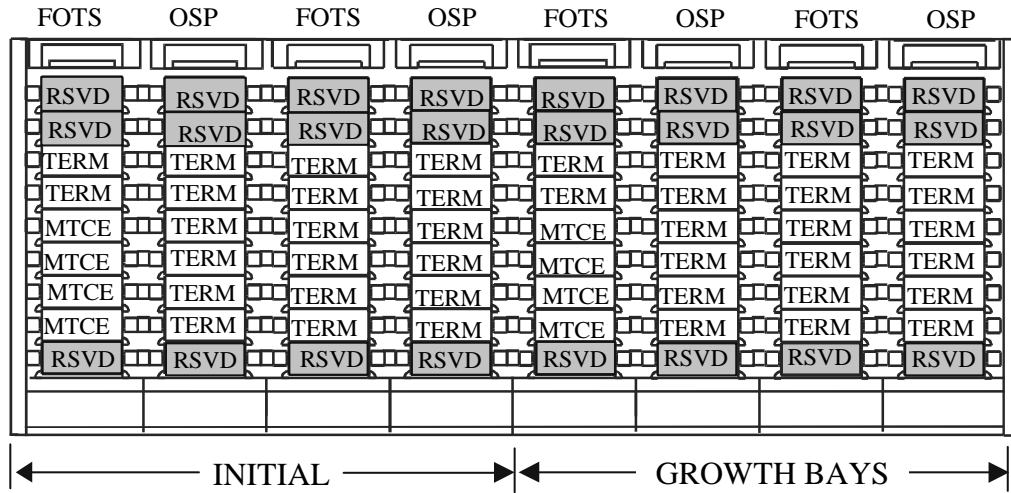 FOTS OSP FOTS OSP FOTS OSP FOTS OSP
RSVD RSVD RSVD RSVD RSVD RSVD RSVD RSVD
RSVD RSVD RSVD RSVD RSVD RSVD RSVD RSVD
TERM TERM TERM TERM TERM TERM TERM TERM
TERM TERM TERM TERM TERM TERM TERM TERM
MTCE TERM TERM TERM MTCE TERM TERM TERM
MTCE TERM TERM TERM MTCE TERM TERM TERM
MTCE TERM TERM TERM MTCE TERM TERM TERM
MTCE TERM TERM TERM MTCE TERM TERM TERM
RSVD RSVD RSVD RSVD RSVD RSVD RSVD RSVD
INITIAL GROWTH BAYS